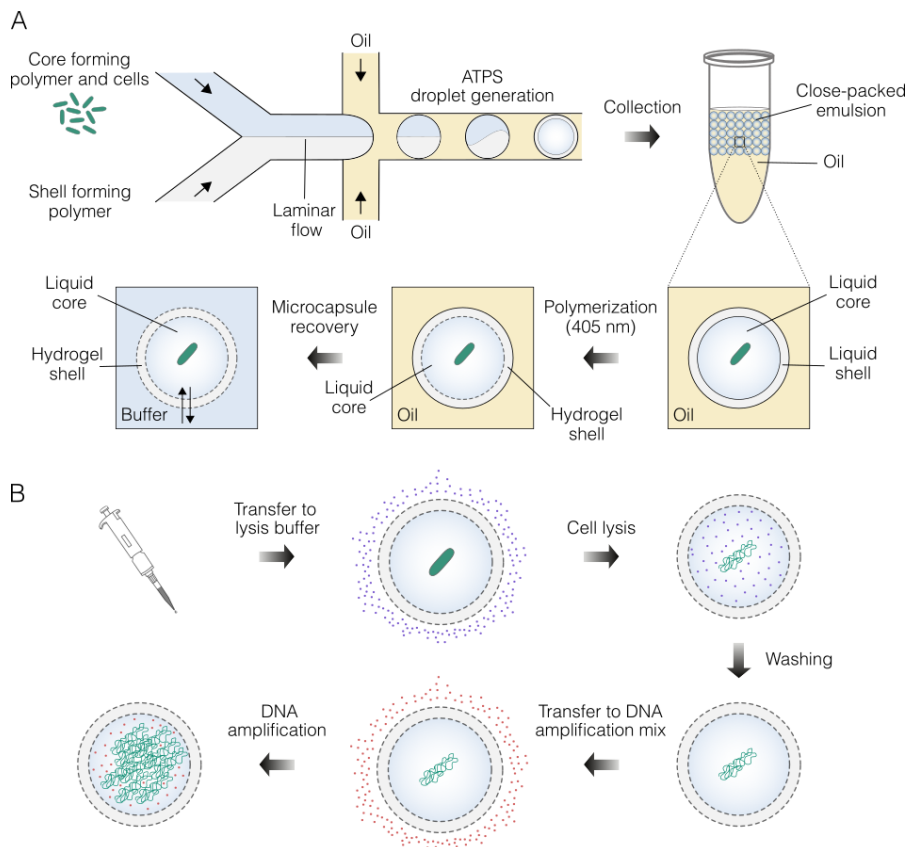 A
Oil
Core forming
polymer and cells
ATPS
droplet generation
Collection
Close-packed
emulsion
Oil
Shell forming
polymer
Laminar
flow
Oil
Liquid
core
Hydrogel
shell
Buffer
Microcapsule
recovery
Liquid
core
Oil
Hydrogel
shell
Polymerization
(405 nm)
Liquid
core
Liquid
shell
Oil
B
Transfer to
lysis buffer
Cell lysis
Washing
DNA
amplification
Transfer to DNA
amplification mix